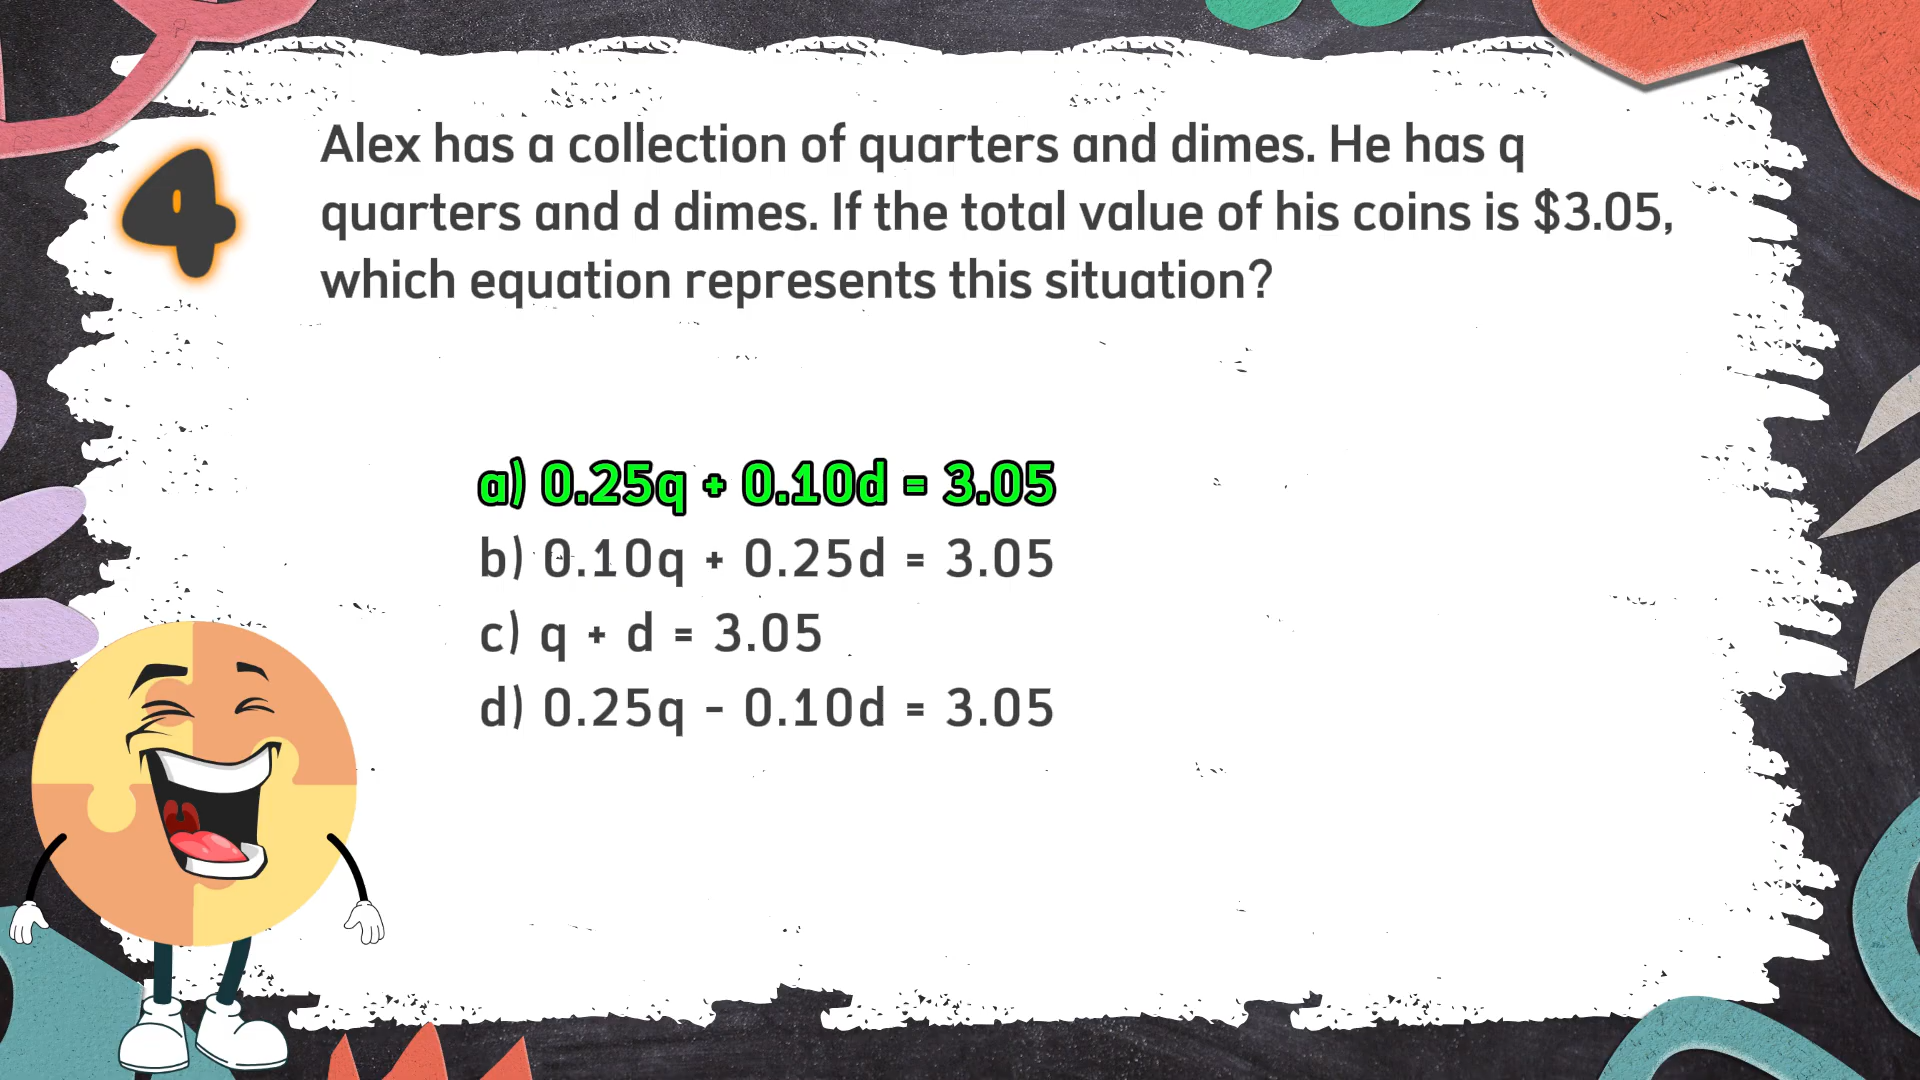 4
Alex has a collection of quarters and dimes. He has q
quarters and d dimes. If the total value of his coins is $3.05,
which equation represents this situation?
a) 0.25q + 0.10d = 3.05
b) 0.10q + 0.25d = 3.05
c) q + d = 3.05
d) 0.25q - 0.10d = 3.05